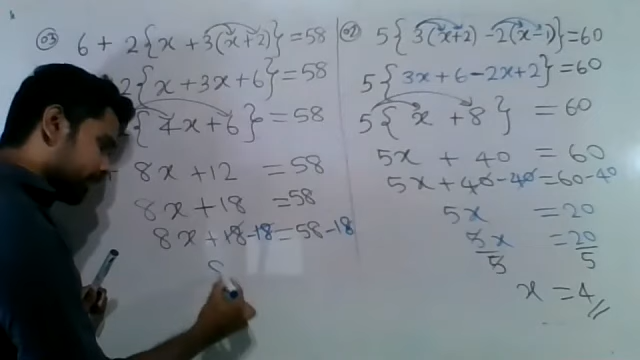 03 6 + 2{x + 3(x+2)} = 58
2{x + 3x + 6} = 58
{4x + 6} = 58
8x + 12 = 58
8x + 18 = 58
8x + 18 - 18 = 58 - 18
8
02 5{3(x+2) - 2(x-1)} = 60
5{3x + 6 - 2x + 2} = 60
5{x + 8} = 60
5x + 40 = 60
5x + 40 - 40 = 60 - 40
5x = 20
5x/5 = 20/5
x = 4//